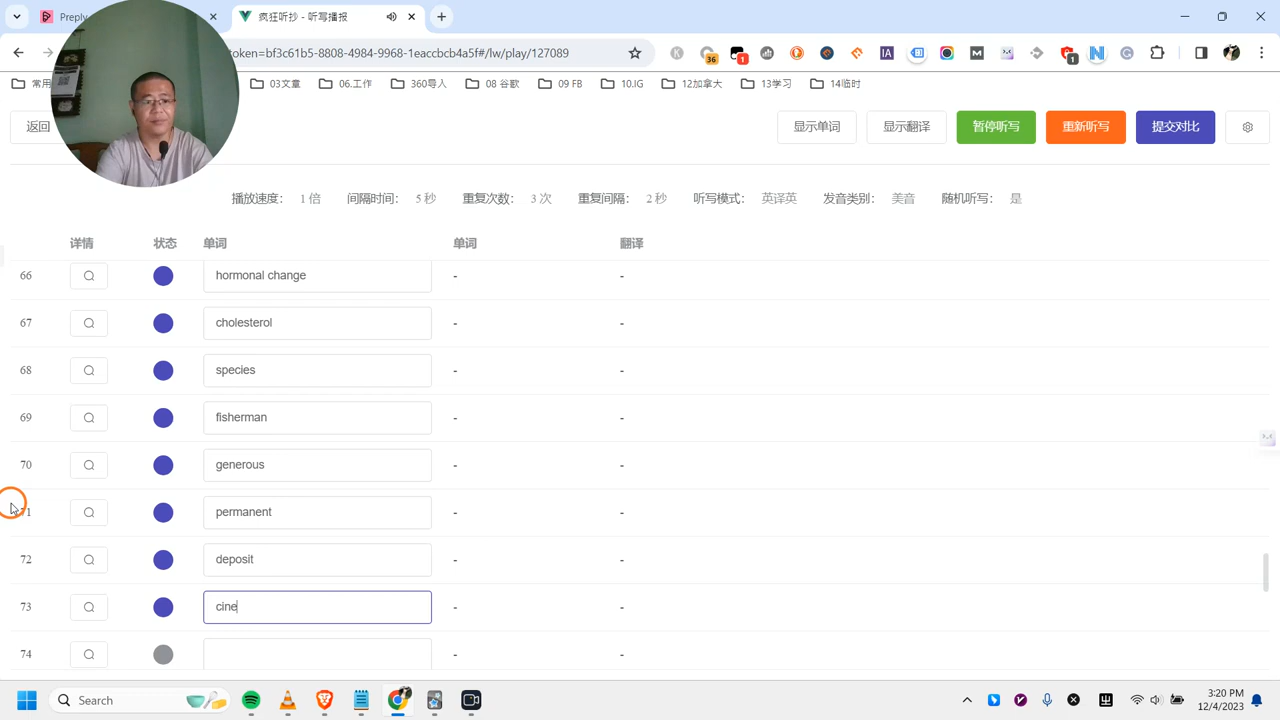 Preply
疯狂听抄 - 听写播报
token=bf3c61b5-8808-4984-9968-1eaccbcb4a5f#/lw/play/127089
36
1
1
常用
03文章
06.工作
360导入
08 谷歌
09 FB
10.IG
12加拿大
13学习
14临时
返回
显示单词
显示翻译
暂停听写
重新听写
提交对比
播放速度: 1 倍
间隔时间: 5 秒
重复次数: 3 次
重复间隔: 2 秒
听写模式: 英译英
发音类别: 美音
随机听写: 是
详情 状态 单词 单词 翻译
66 hormonal change - -
67 cholesterol - -
68 species - -
69 fisherman - -
70 generous - -
71 permanent - -
72 deposit - -
73 cine - -
74 - -
Search
3:20 PM
12/4/2023